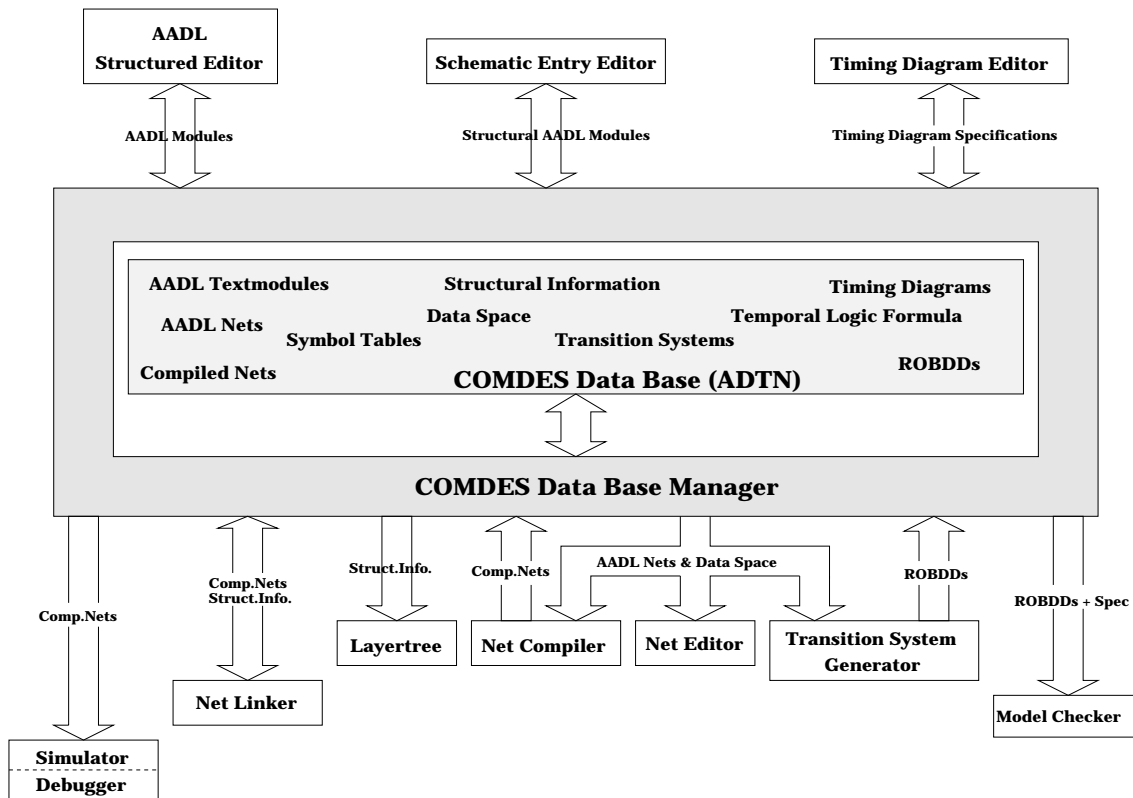 AADL
Structured Editor
Schematic Entry Editor
Timing Diagram Editor
AADL Modules
Structural AADL Modules
Timing Diagram Specifications
AADL Textmodules
Structural Information
Timing Diagrams
AADL Nets
Data Space
Temporal Logic Formula
Symbol Tables
Transition Systems
Compiled Nets
ROBDDs
COMDES Data Base (ADTN)
COMDES Data Base Manager
Struct.Info.
AADL Nets & Data Space
Comp.Nets
Comp.Nets
Struct.Info.
ROBDDs
Comp.Nets
ROBDDs + Spec
Layertree
Net Compiler
Net Editor
Transition System
Generator
Net Linker
Model Checker
Simulator
Debugger